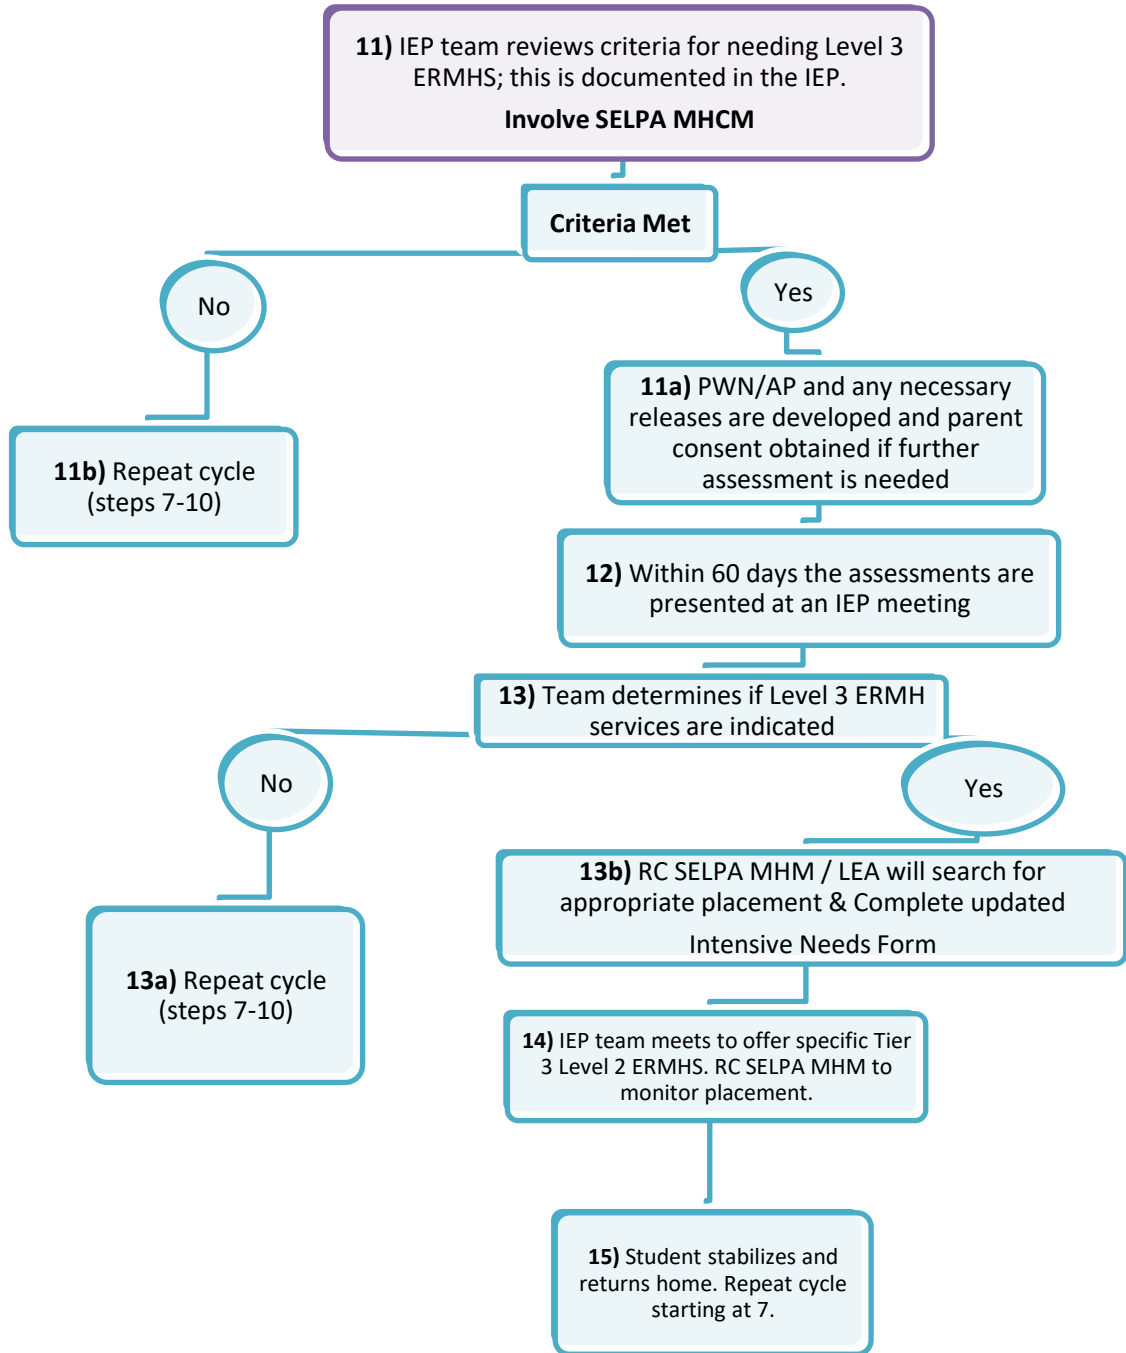 11) IEP team reviews criteria for needing Level 3
ERMHS; this is documented in the IEP.
Involve SELPA MHCM
Criteria Met
No
Yes
11a) PWN/AP and any necessary
releases are developed and parent
consent obtained if further
assessment is needed
11b) Repeat cycle
(steps 7-10)
12) Within 60 days the assessments are
presented at an IEP meeting
13) Team determines if Level 3 ERMH
services are indicated
No
Yes
13b) RC SELPA MHM / LEA will search for
appropriate placement & Complete updated
Intensive Needs Form
13a) Repeat cycle
(steps 7-10)
14) IEP team meets to offer specific Tier
3 Level 2 ERMHS. RC SELPA MHM to
monitor placement.
15) Student stabilizes and
returns home. Repeat cycle
starting at 7.